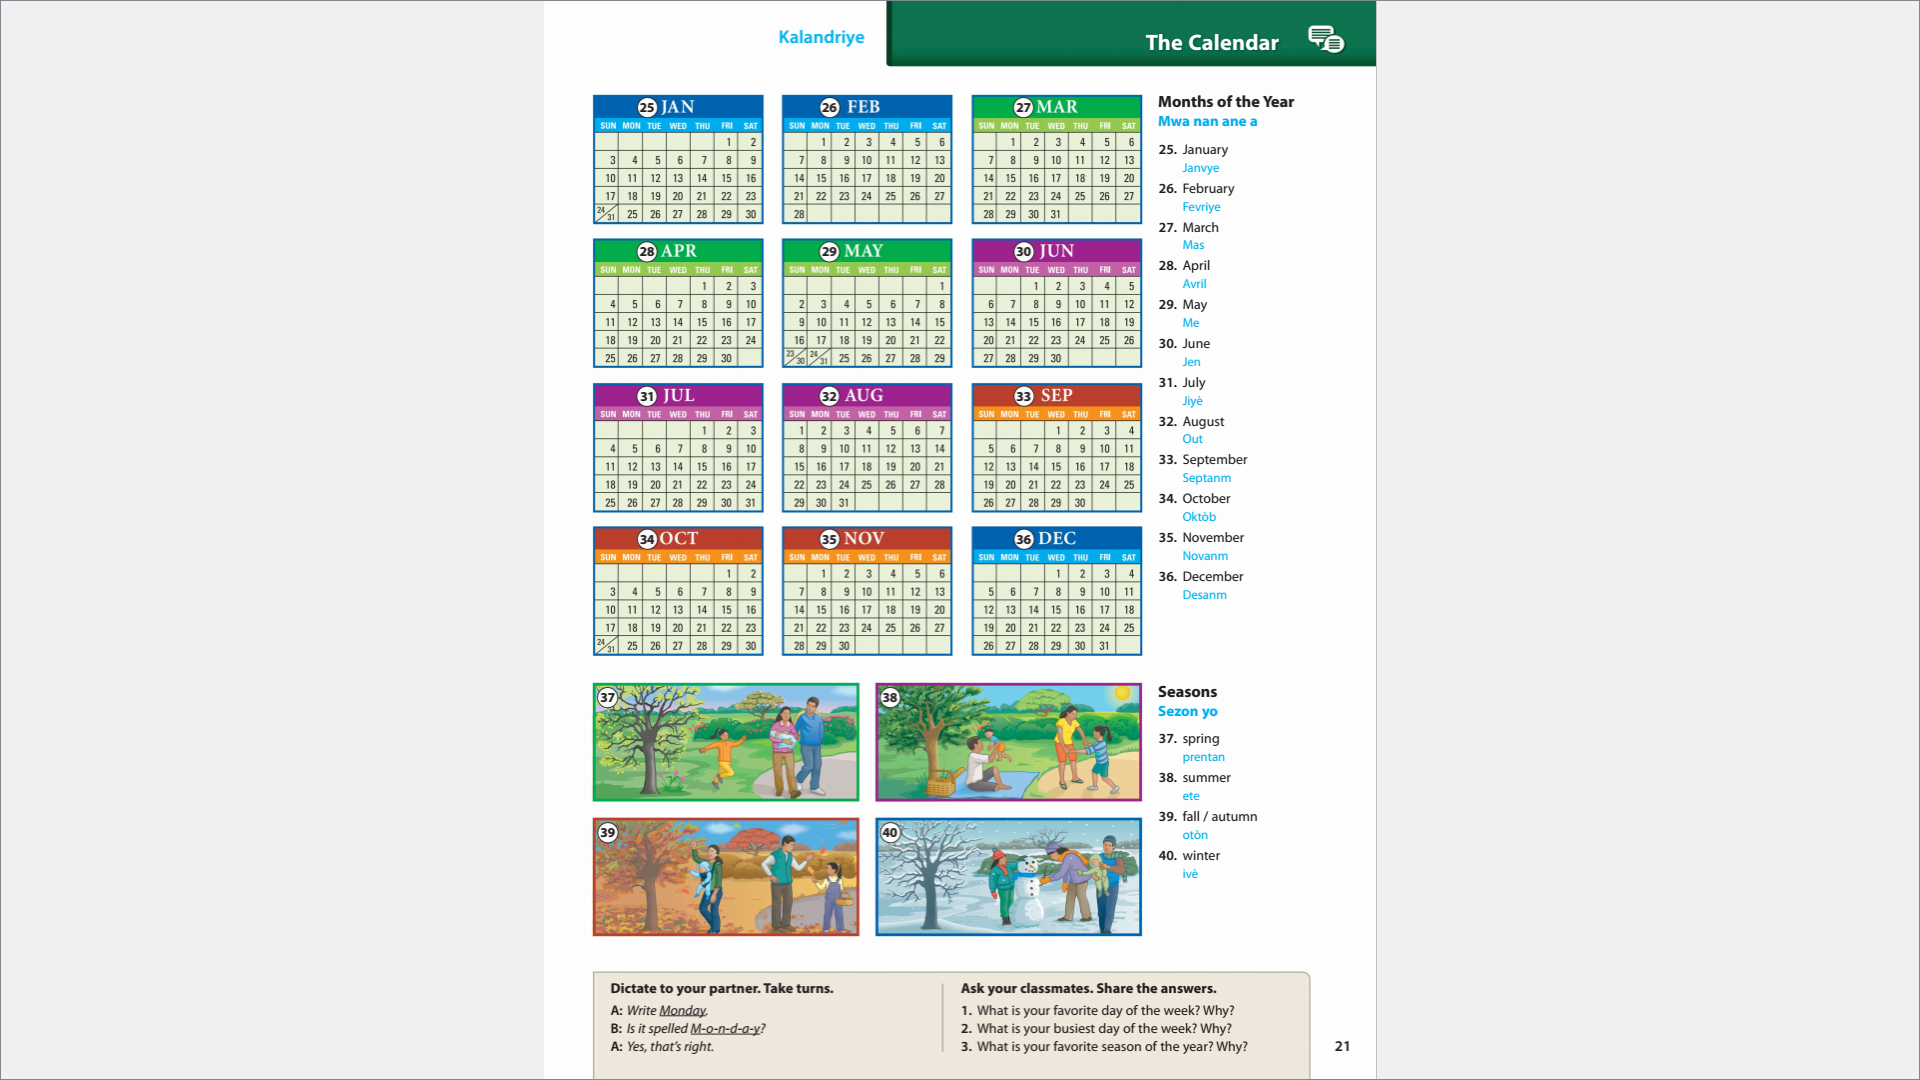 Kalandriye
The Calendar
25 JAN
SUN MON TUE WED THU FRI SAT
1 2
3 4 5 6 7 8 9
10 11 12 13 14 15 16
17 18 19 20 21 22 23
24/31 25 26 27 28 29 30
26 FEB
SUN MON TUE WED THU FRI SAT
1 2 3 4 5 6
7 8 9 10 11 12 13
14 15 16 17 18 19 20
21 22 23 24 25 26 27
28
27 MAR
SUN MON TUE WED THU FRI SAT
1 2 3 4 5 6
7 8 9 10 11 12 13
14 15 16 17 18 19 20
21 22 23 24 25 26 27
28 29 30 31
28 APR
SUN MON TUE WED THU FRI SAT
1 2 3
4 5 6 7 8 9 10
11 12 13 14 15 16 17
18 19 20 21 22 23 24
25 26 27 28 29 30
29 MAY
SUN MON TUE WED THU FRI SAT
1
2 3 4 5 6 7 8
9 10 11 12 13 14 15
16 17 18 19 20 21 22
23/30 24/31 25 26 27 28 29
30 JUN
SUN MON TUE WED THU FRI SAT
1 2 3 4 5
6 7 8 9 10 11 12
13 14 15 16 17 18 19
20 21 22 23 24 25 26
27 28 29 30
31 JUL
SUN MON TUE WED THU FRI SAT
1 2 3
4 5 6 7 8 9 10
11 12 13 14 15 16 17
18 19 20 21 22 23 24
25 26 27 28 29 30 31
32 AUG
SUN MON TUE WED THU FRI SAT
1 2 3 4 5 6 7
8 9 10 11 12 13 14
15 16 17 18 19 20 21
22 23 24 25 26 27 28
29 30 31
33 SEP
SUN MON TUE WED THU FRI SAT
1 2 3 4
5 6 7 8 9 10 11
12 13 14 15 16 17 18
19 20 21 22 23 24 25
26 27 28 29 30
34 OCT
SUN MON TUE WED THU FRI SAT
1 2
3 4 5 6 7 8 9
10 11 12 13 14 15 16
17 18 19 20 21 22 23
24/31 25 26 27 28 29 30
35 NOV
SUN MON TUE WED THU FRI SAT
1 2 3 4 5 6
7 8 9 10 11 12 13
14 15 16 17 18 19 20
21 22 23 24 25 26 27
28 29 30
36 DEC
SUN MON TUE WED THU FRI SAT
1 2 3 4
5 6 7 8 9 10 11
12 13 14 15 16 17 18
19 20 21 22 23 24 25
26 27 28 29 30 31
Months of the Year
Mwa nan ane a
25. January
Janvye
26. February
Fevriye
27. March
Mas
28. April
Avril
29. May
Me
30. June
Jen
31. July
Jiyè
32. August
Out
33. September
Septanm
34. October
Oktòb
35. November
Novanm
36. December
Desanm
37
38
39
40
Seasons
Sezon yo
37. spring
prentan
38. summer
ete
39. fall / autumn
otòn
40. winter
ivè
Dictate to your partner. Take turns.
A: Write Monday.
B: Is it spelled M-o-n-d-a-y?
A: Yes, that's right.
Ask your classmates. Share the answers.
1. What is your favorite day of the week? Why?
2. What is your busiest day of the week? Why?
3. What is your favorite season of the year? Why?
21